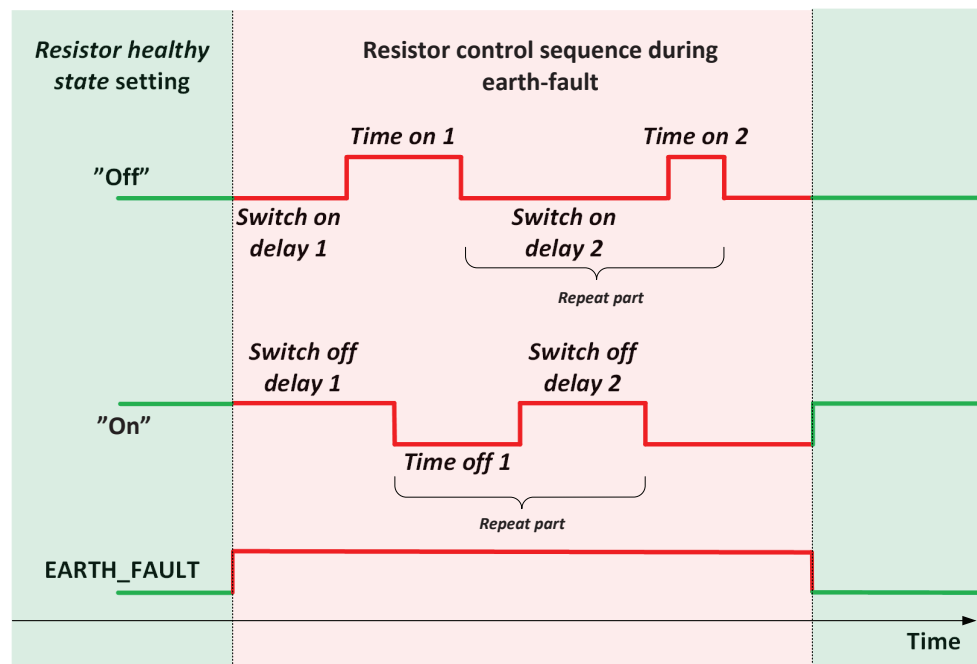 Resistor healthy
state setting
Resistor control sequence during
earth-fault
Time on 1
Time on 2
”Off”
Switch on
delay 1
Switch on
delay 2
Repeat part
Switch off
delay 1
Switch off
delay 2
”On”
Time off 1
Repeat part
EARTH_FAULT
Time